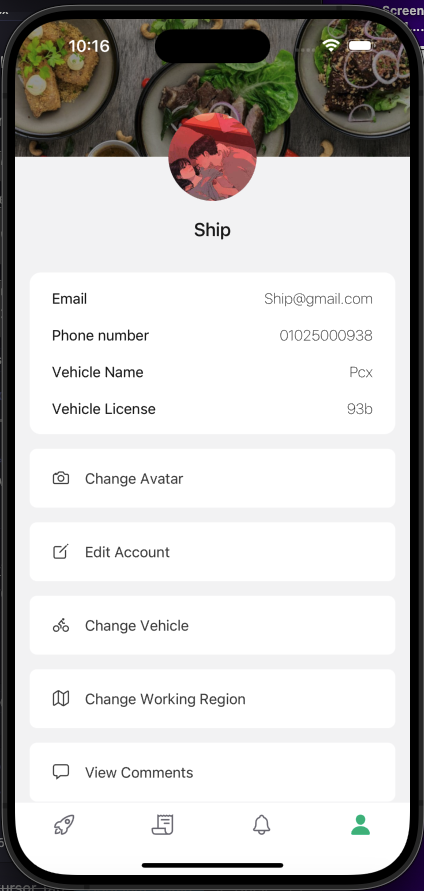 Screen
10:16
Ship
Email Ship@gmail.com
Phone number 01025000938
Vehicle Name Pcx
Vehicle License 93b
Change Avatar
Edit Account
Change Vehicle
Change Working Region
View Comments